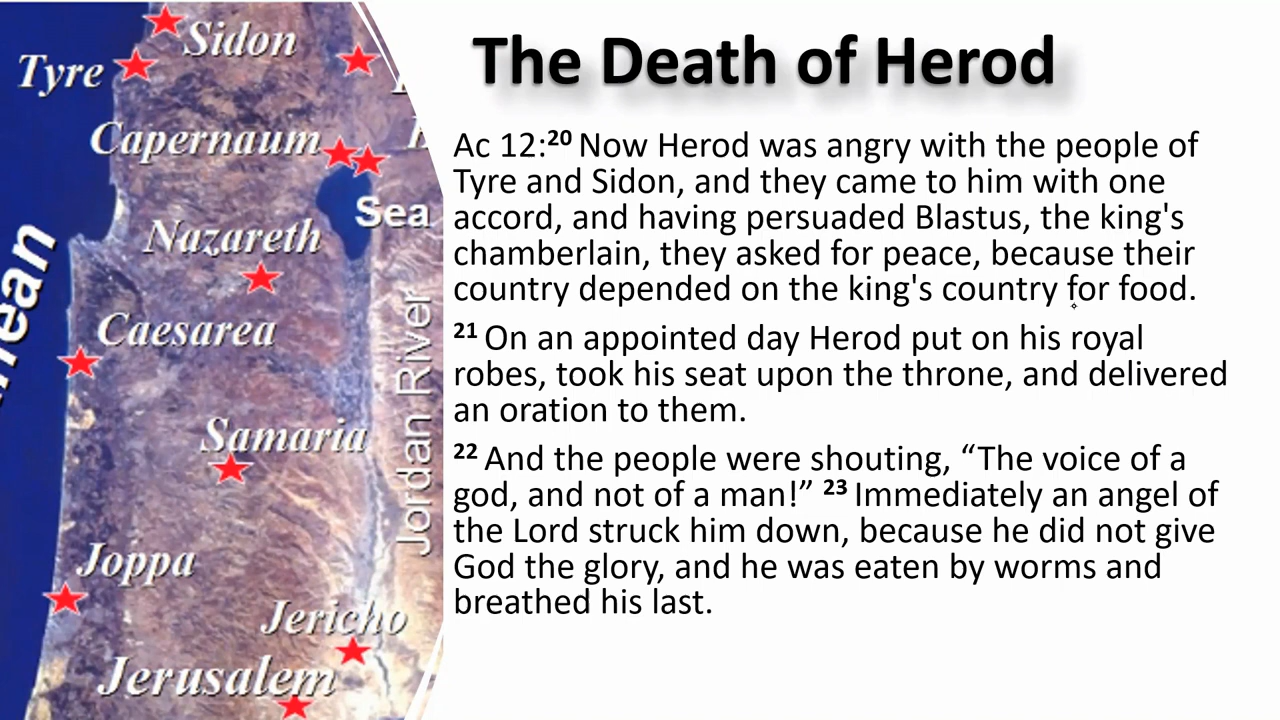 The Death of Herod
Sidon
Tyre
Capernaum
Sea
Nazareth
Caesarea
Samaria
Jordan River
Joppa
Jericho
Jerusalem
Ac 12:20 Now Herod was angry with the people of
Tyre and Sidon, and they came to him with one
accord, and having persuaded Blastus, the king's
chamberlain, they asked for peace, because their
country depended on the king's country for food.
21 On an appointed day Herod put on his royal
robes, took his seat upon the throne, and delivered
an oration to them.
22 And the people were shouting, “The voice of a
god, and not of a man!” 23 Immediately an angel of
the Lord struck him down, because he did not give
God the glory, and he was eaten by worms and
breathed his last.